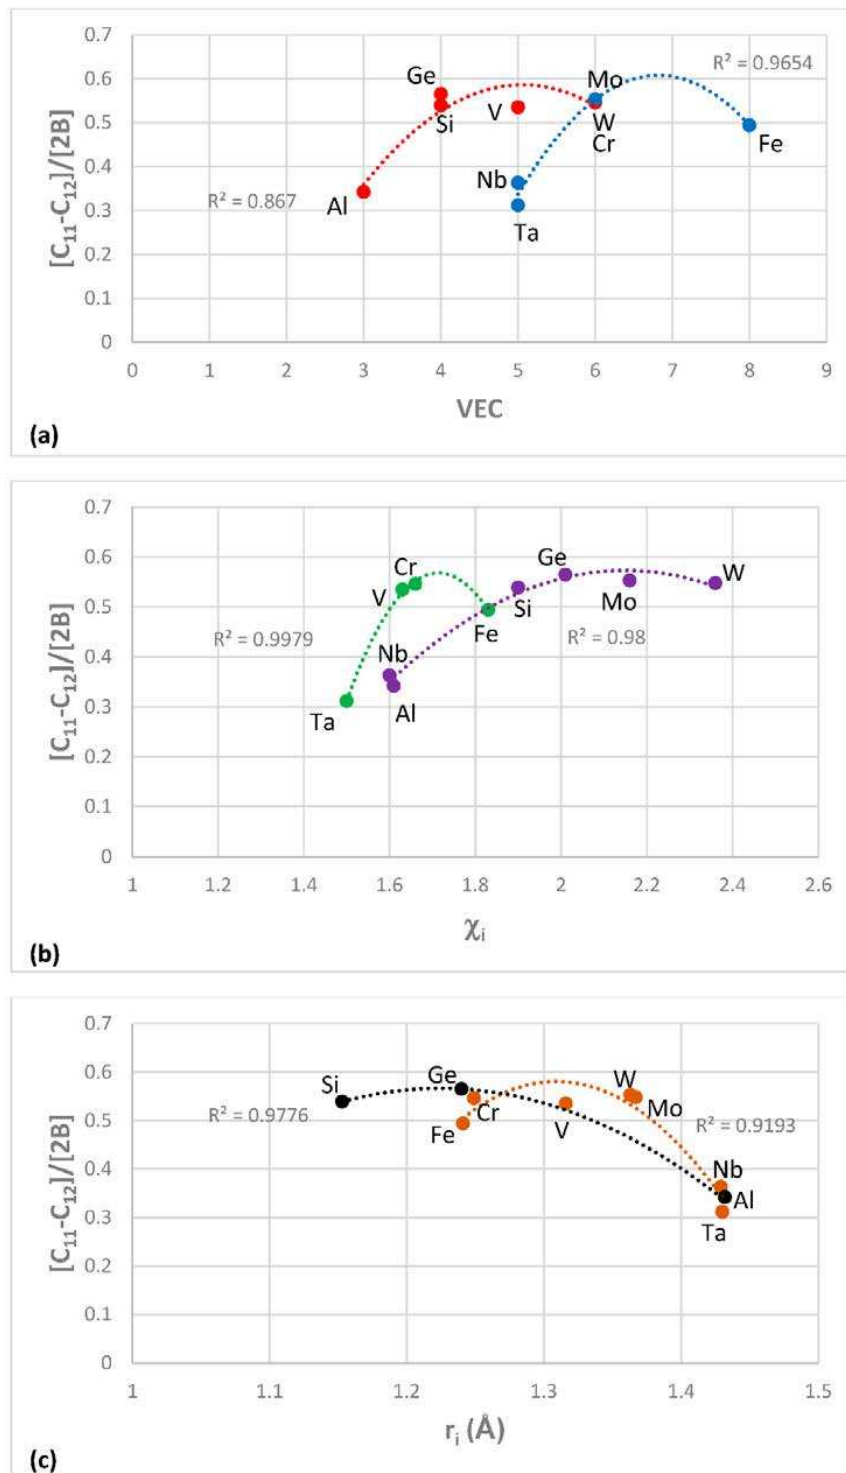 0.7
0.6
0.5
0.4
0.3
0.2
0.1
0
[C₁₁-C₁₂]/[2B]
Ge
Si
V
Mo
W
Cr
Fe
Nb
Ta
Al
R² = 0.9654
R² = 0.867
0 1 2 3 4 5 6 7 8 9
VEC
(a)
0.7
0.6
0.5
0.4
0.3
0.2
0.1
0
[C₁₁-C₁₂]/[2B]
Cr
V
Ge
W
Si
Mo
Fe
Nb
Al
Ta
R² = 0.9979
R² = 0.98
1 1.2 1.4 1.6 1.8 2 2.2 2.4 2.6
χᵢ
(b)
0.7
0.6
0.5
0.4
0.3
0.2
0.1
0
[C₁₁-C₁₂]/[2B]
Si
Ge
W
Cr
Mo
Fe
V
Nb
Al
Ta
R² = 0.9776
R² = 0.9193
1 1.1 1.2 1.3 1.4 1.5
rᵢ (Å)
(c)